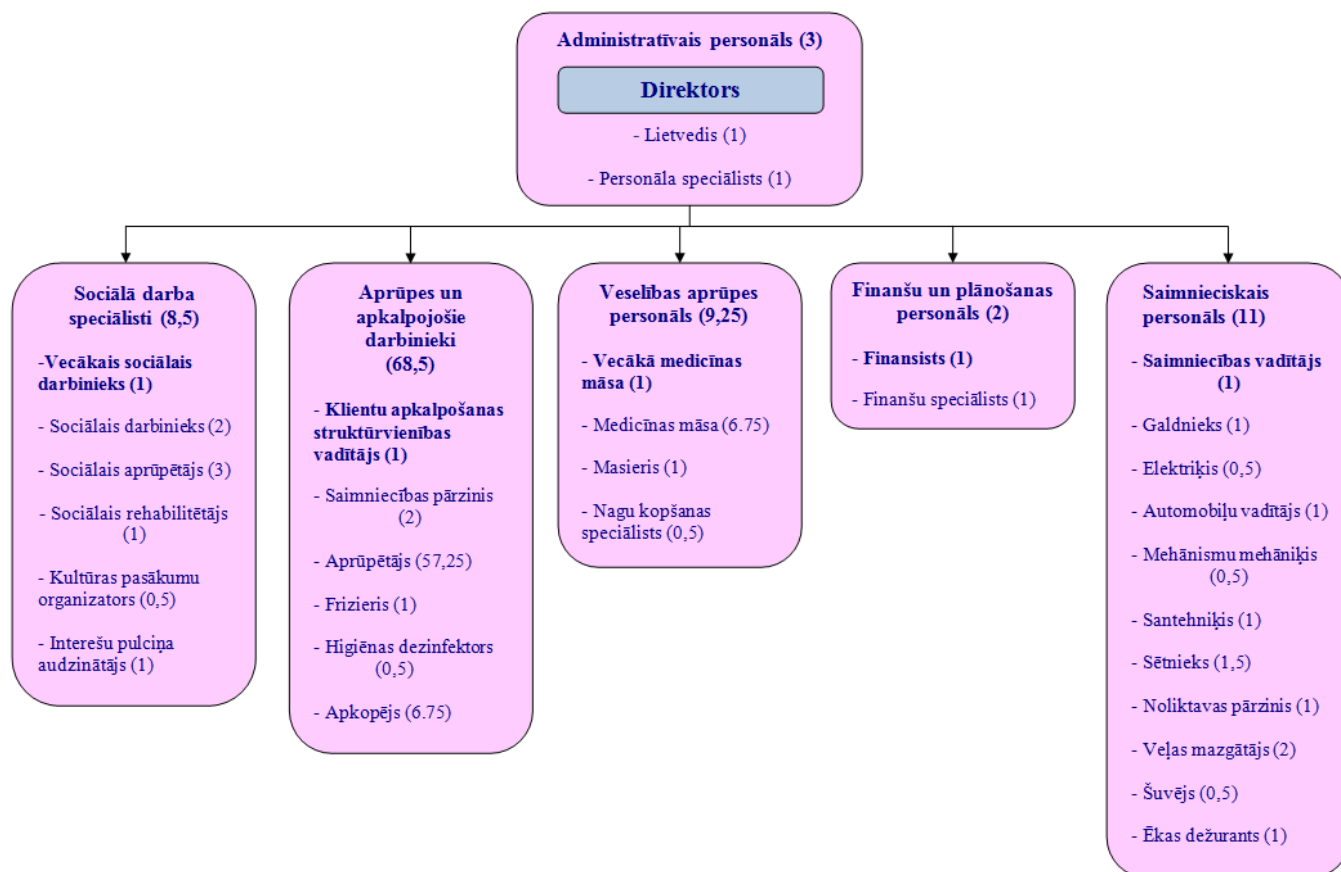 Administratīvais personāls (3)
Direktors
- Lietvedis (1)
- Personāla speciālists (1)
Sociālā darba
speciālisti (8,5)
-Vecākais sociālais
darbinieks (1)
- Sociālais darbinieks (2)
- Sociālais aprūpētājs (3)
- Sociālais rehabilitētājs
(1)
- Kultūras pasākumu
organizators (0,5)
- Interešu pulciņa
audzinātājs (1)
Aprūpes un
apkalpojošie
darbinieki
(68,5)
- Klientu apkalpošanas
struktūrvienības
vadītājs (1)
- Saimniecības pārzinis
(2)
- Aprūpētājs (57,25)
- Frizieris (1)
- Higiēnas dezinfektors
(0,5)
- Apkopējs (6.75)
Veselības aprūpes
personāls (9,25)
- Vecākā medicīnas
māsa (1)
- Medicīnas māsa (6.75)
- Masieris (1)
- Nagu kopšanas
speciālists (0,5)
Finanšu un plānošanas
personāls (2)
- Finansists (1)
- Finanšu speciālists (1)
Saimnieciskais
personāls (11)
- Saimniecības vadītājs
(1)
- Galdnieks (1)
- Elektriķis (0,5)
- Automobiļu vadītājs (1)
- Mehānismu mehāniķis
(0,5)
- Santehniķis (1)
- Sētnieks (1,5)
- Noliktavas pārzinis (1)
- Veļas mazgātājs (2)
- Šuvējs (0,5)
- Ēkas dežurants (1)